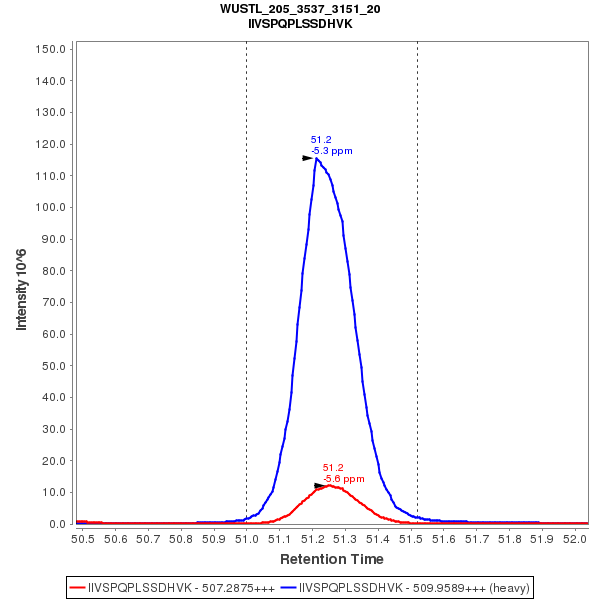 WUSTL_205_3537_3151_20
IIVSPQPLSSDHVK
150.0
140.0
130.0
120.0
110.0
100.0
90.0
80.0
70.0
60.0
50.0
40.0
30.0
20.0
10.0
0.0
Intensity 10^6
51.2
-5.3 ppm
51.2
-5.6 ppm
50.5 50.6 50.7 50.8 50.9 51.0 51.1 51.2 51.3 51.4 51.5 51.6 51.7 51.8 51.9 52.0
Retention Time
IIVSPQPLSSDHVK - 507.2875+++ IIVSPQPLSSDHVK - 509.9589+++ (heavy)